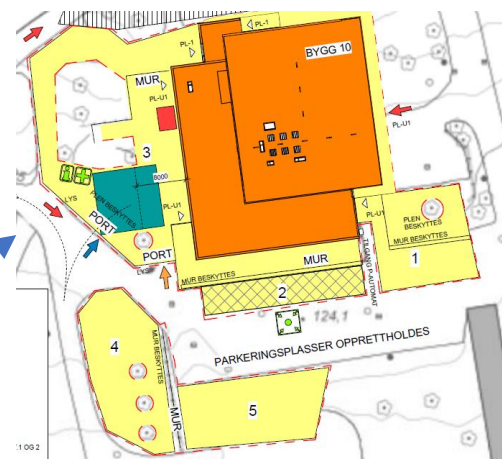 PL-1
PL-1
BYGG 10
MUR
PL-U1
PL-U1
3
8000
LYS
PLEN BESKYTTES
PL-U1
PL-U1
PLEN
BESKYTTES
PORT
MUR BESKYTTES
PORT
MUR
1
LYS
MUR BESKYTTES
TILGANG P-AUTOMAT
2
124,1
4
MUR BESKYTTES
PARKERINGSPLASSER OPPRETTHOLDES
MUR
5
.1 OG 2